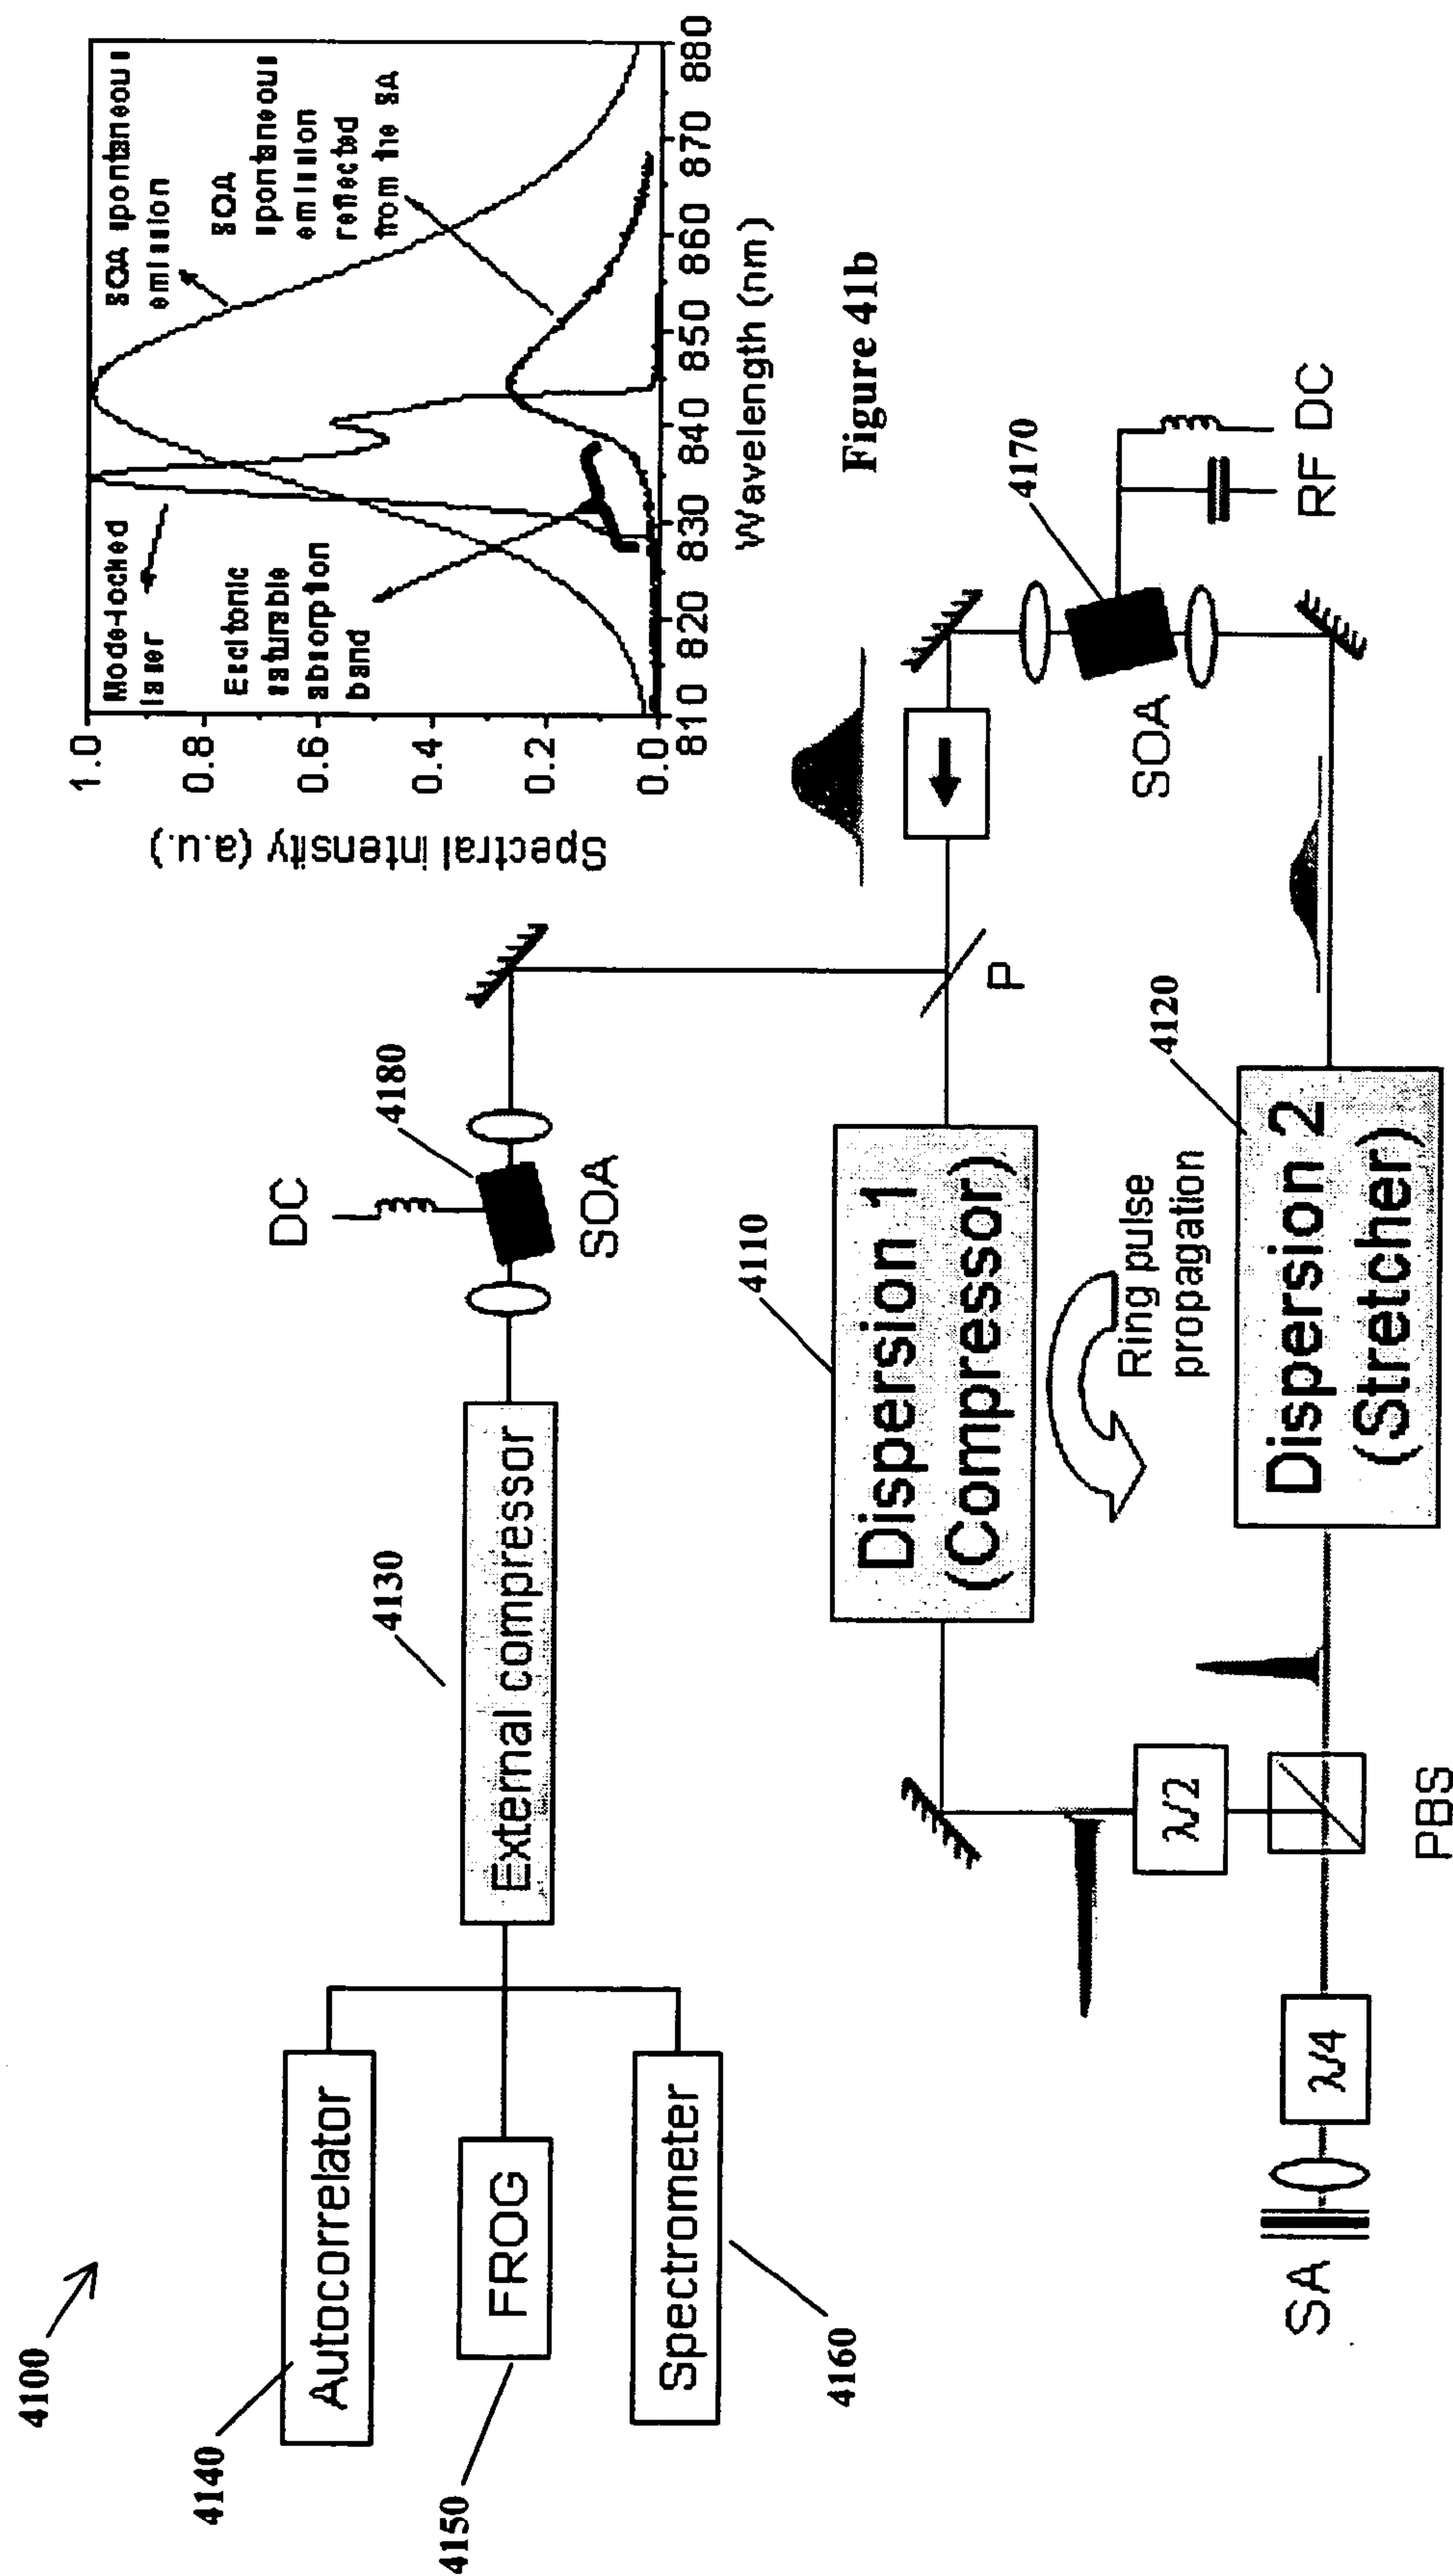 4100
4140
Autocorrelator
4150
FROG
4160
Spectrometer
4130
External compressor
DC
4180
SOA
4110
Dispersion 1
(Compressor)
Ring pulse
propagation
4120
Dispersion 2
(Stretcher)
P
SOA
4170
RF DC
λ/2
PBS
λ/4
SA
Spectral intensity (a.u.)
1.0
0.8
0.6
0.4
0.2
0.0
Mode-locked
laser
Excitonic
saturable
absorption
band
SOA spontaneous
emission
SOA
spontaneous
emission
reflected
from the SA
810 820 830 840 850 860 870 880
Wavelength (nm)
Figure 41b